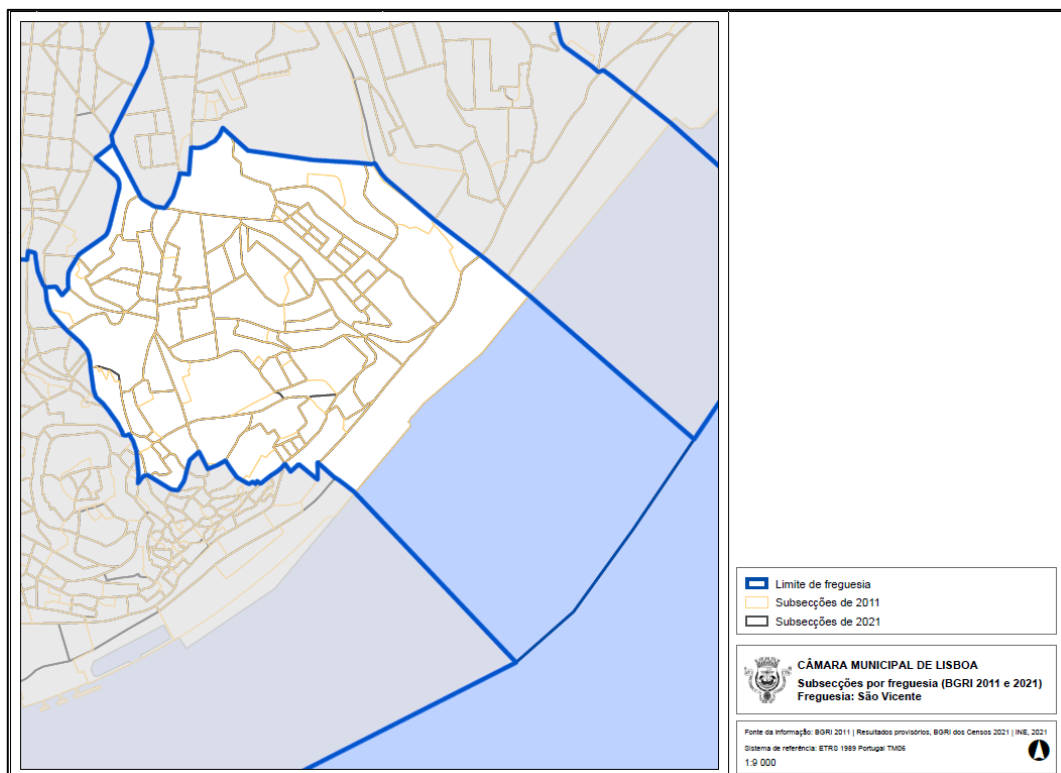 Limite de freguesia
Subsecções de 2011
Subsecções de 2021
CÂMARA MUNICIPAL DE LISBOA
Subsecções por freguesia (BGRI 2011 e 2021)
Freguesia: São Vicente
Fonte da informação: BGRI 2011 | Resultados provisórios, BGRI dos Censos 2021 | INE, 2021
Sistema de referência: ETRS 1989 Portugal TM06
1:9 000